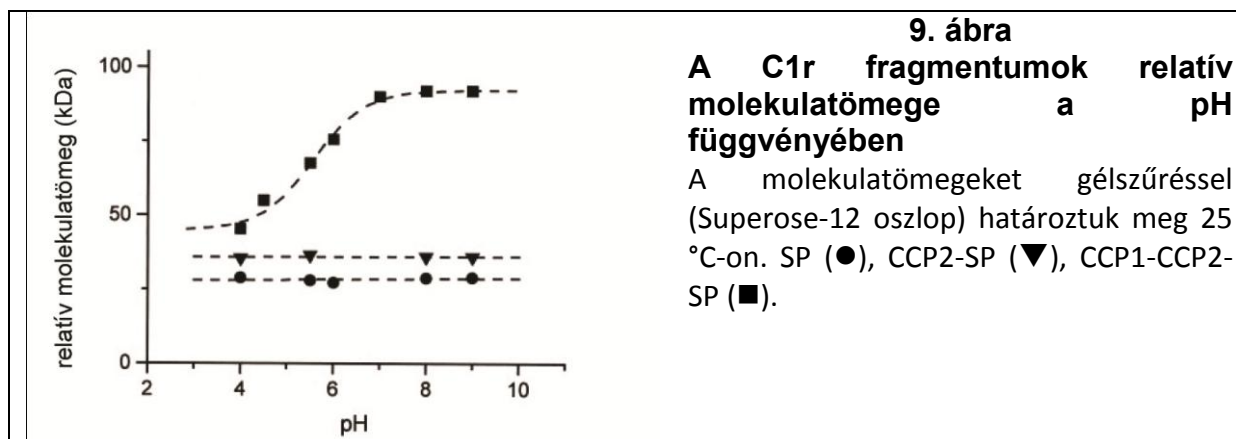 100
50
0
2
4
6
8
10
relatív molekulatömeg (kDa)
pH
9. ábra
A C1r fragmentumok relatív
molekulatömege a pH
függvényében
A molekulatömegeket gélszűréssel
(Superose-12 oszlop) határoztuk meg 25
°C-on. SP (●), CCP2-SP (▼), CCP1-CCP2-
SP (■).